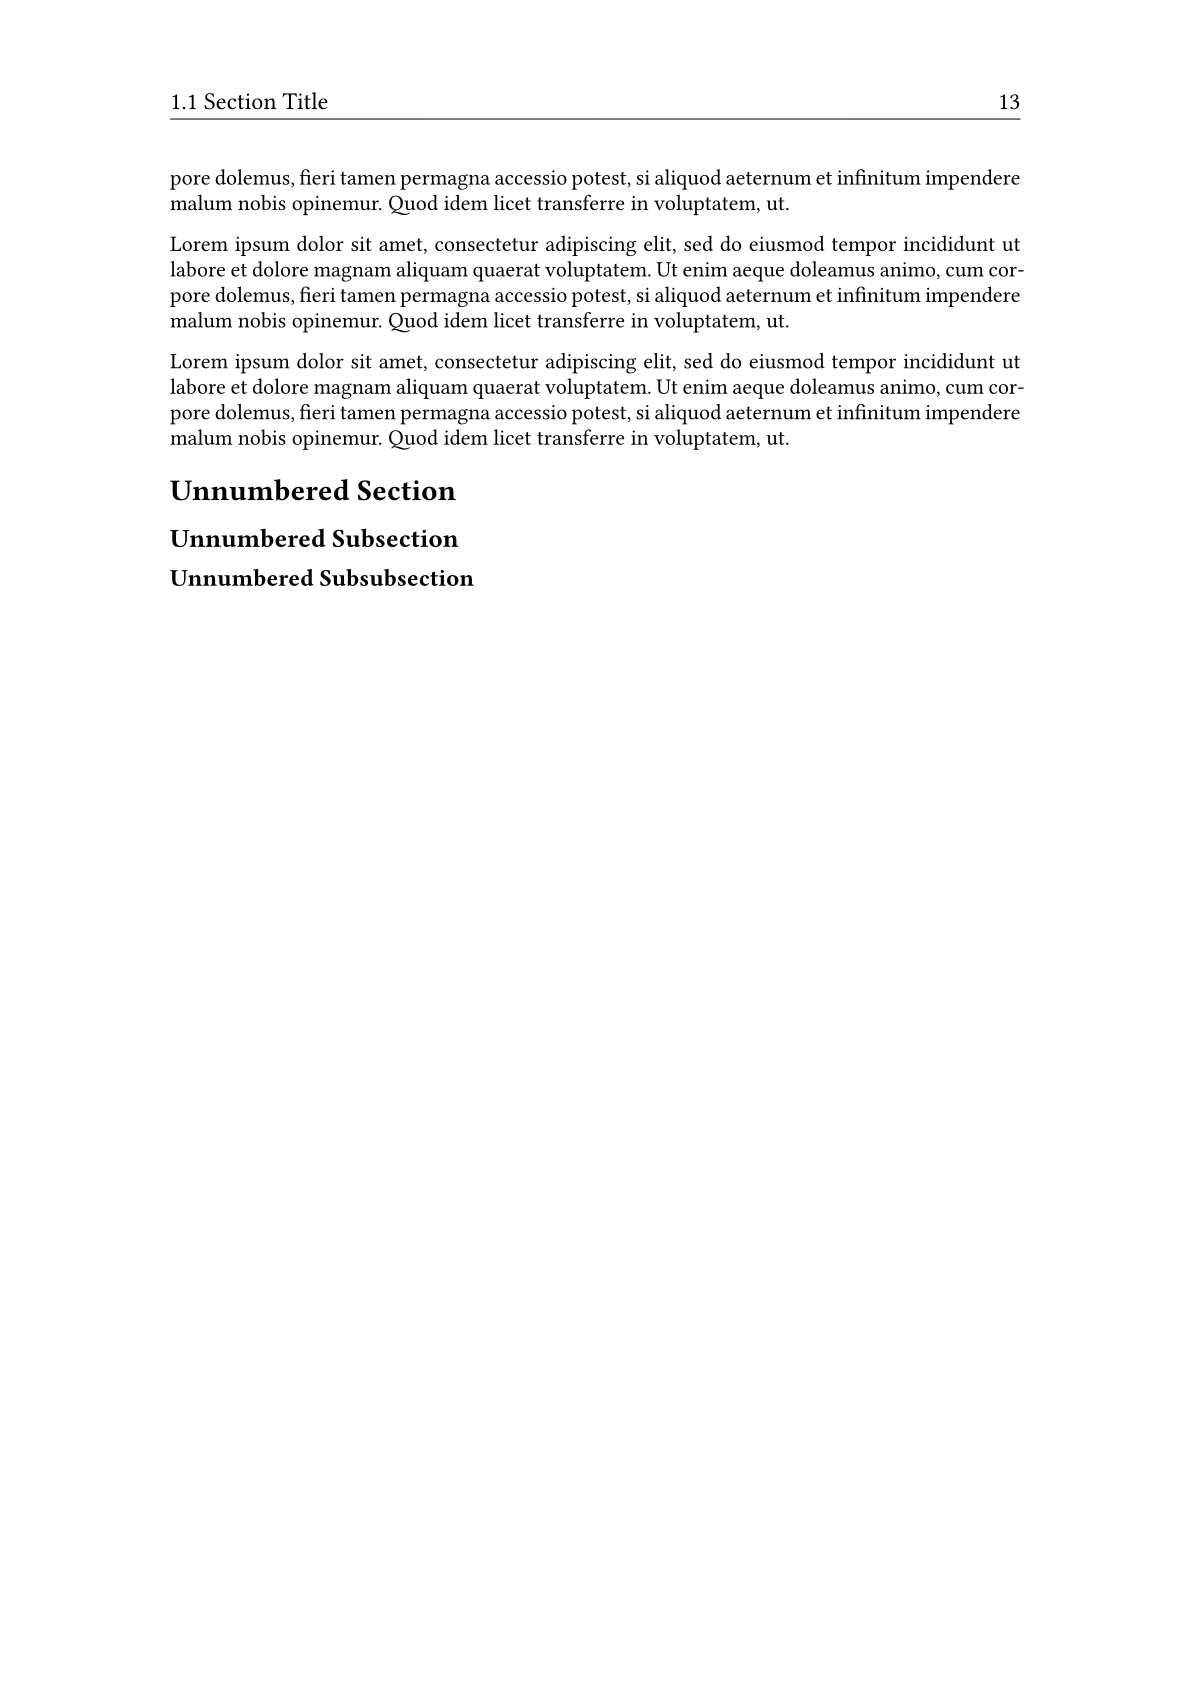 1.1 Section Title 13
pore dolemus, fieri tamen permagna accessio potest, si aliquod aeternum et infinitum impendere
malum nobis opinemur. Quod idem licet transferre in voluptatem, ut.
Lorem ipsum dolor sit amet, consectetur adipiscing elit, sed do eiusmod tempor incididunt ut
labore et dolore magnam aliquam quaerat voluptatem. Ut enim aeque doleamus animo, cum cor-
pore dolemus, fieri tamen permagna accessio potest, si aliquod aeternum et infinitum impendere
malum nobis opinemur. Quod idem licet transferre in voluptatem, ut.
Lorem ipsum dolor sit amet, consectetur adipiscing elit, sed do eiusmod tempor incididunt ut
labore et dolore magnam aliquam quaerat voluptatem. Ut enim aeque doleamus animo, cum cor-
pore dolemus, fieri tamen permagna accessio potest, si aliquod aeternum et infinitum impendere
malum nobis opinemur. Quod idem licet transferre in voluptatem, ut.
Unnumbered Section
Unnumbered Subsection
Unnumbered Subsubsection